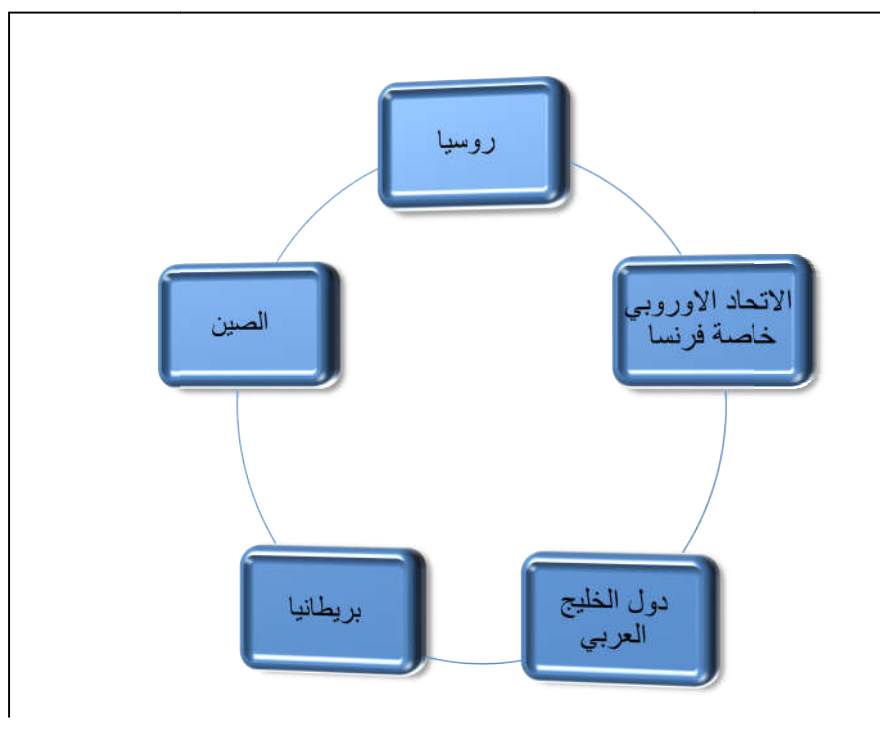 روسيا
الاتحاد الاوروبي
خاصة فرنسا
دول الخليج
العربي
بريطانيا
الصين